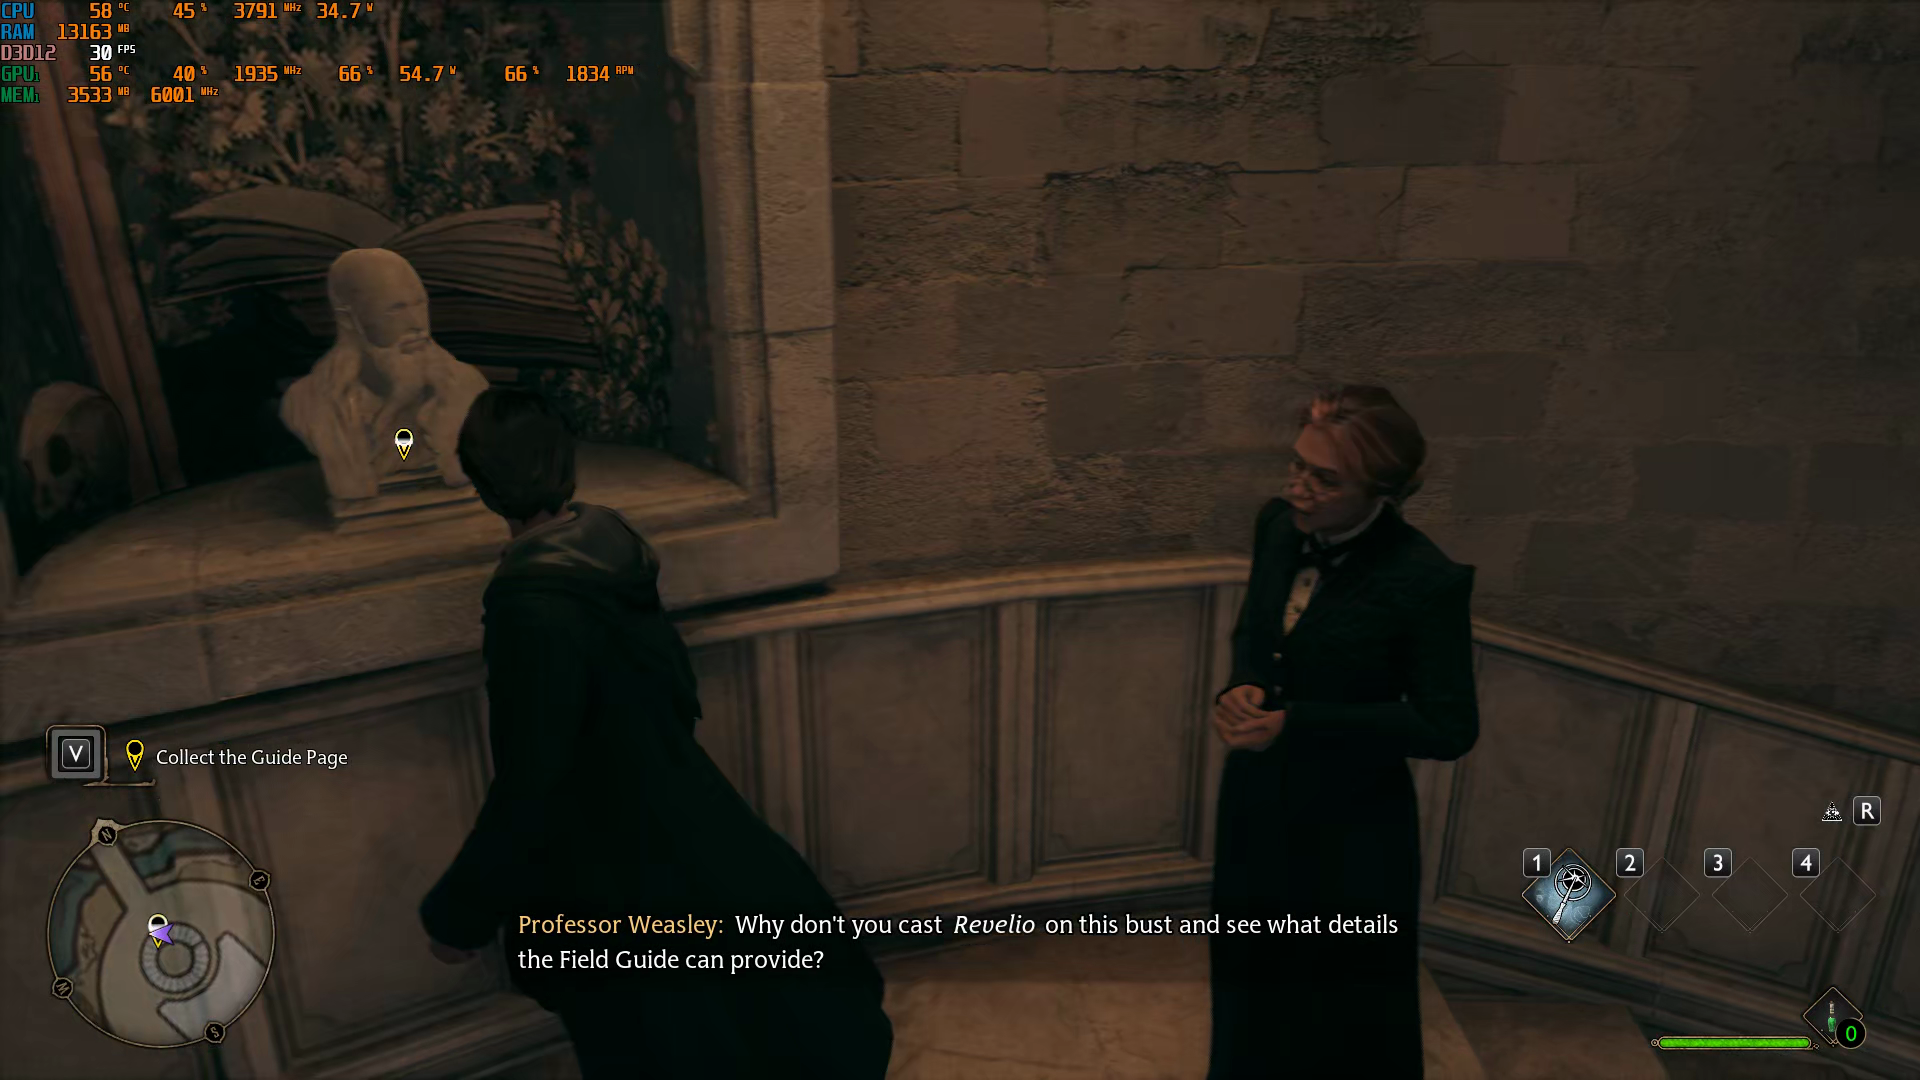 CPU 58 °C 45 % 3791 MHz 34.7 W
RAM 13163 MB
D3D12 30 FPS
GPU1 56 °C 40 % 1935 MHz 66 % 54.7 W 66 % 1834 RPM
MEM1 3533 MB 6001 MHz
V Collect the Guide Page
N
E
W
S
R
1 2 3 4
Professor Weasley: Why don't you cast Revelio on this bust and see what details
the Field Guide can provide?
0